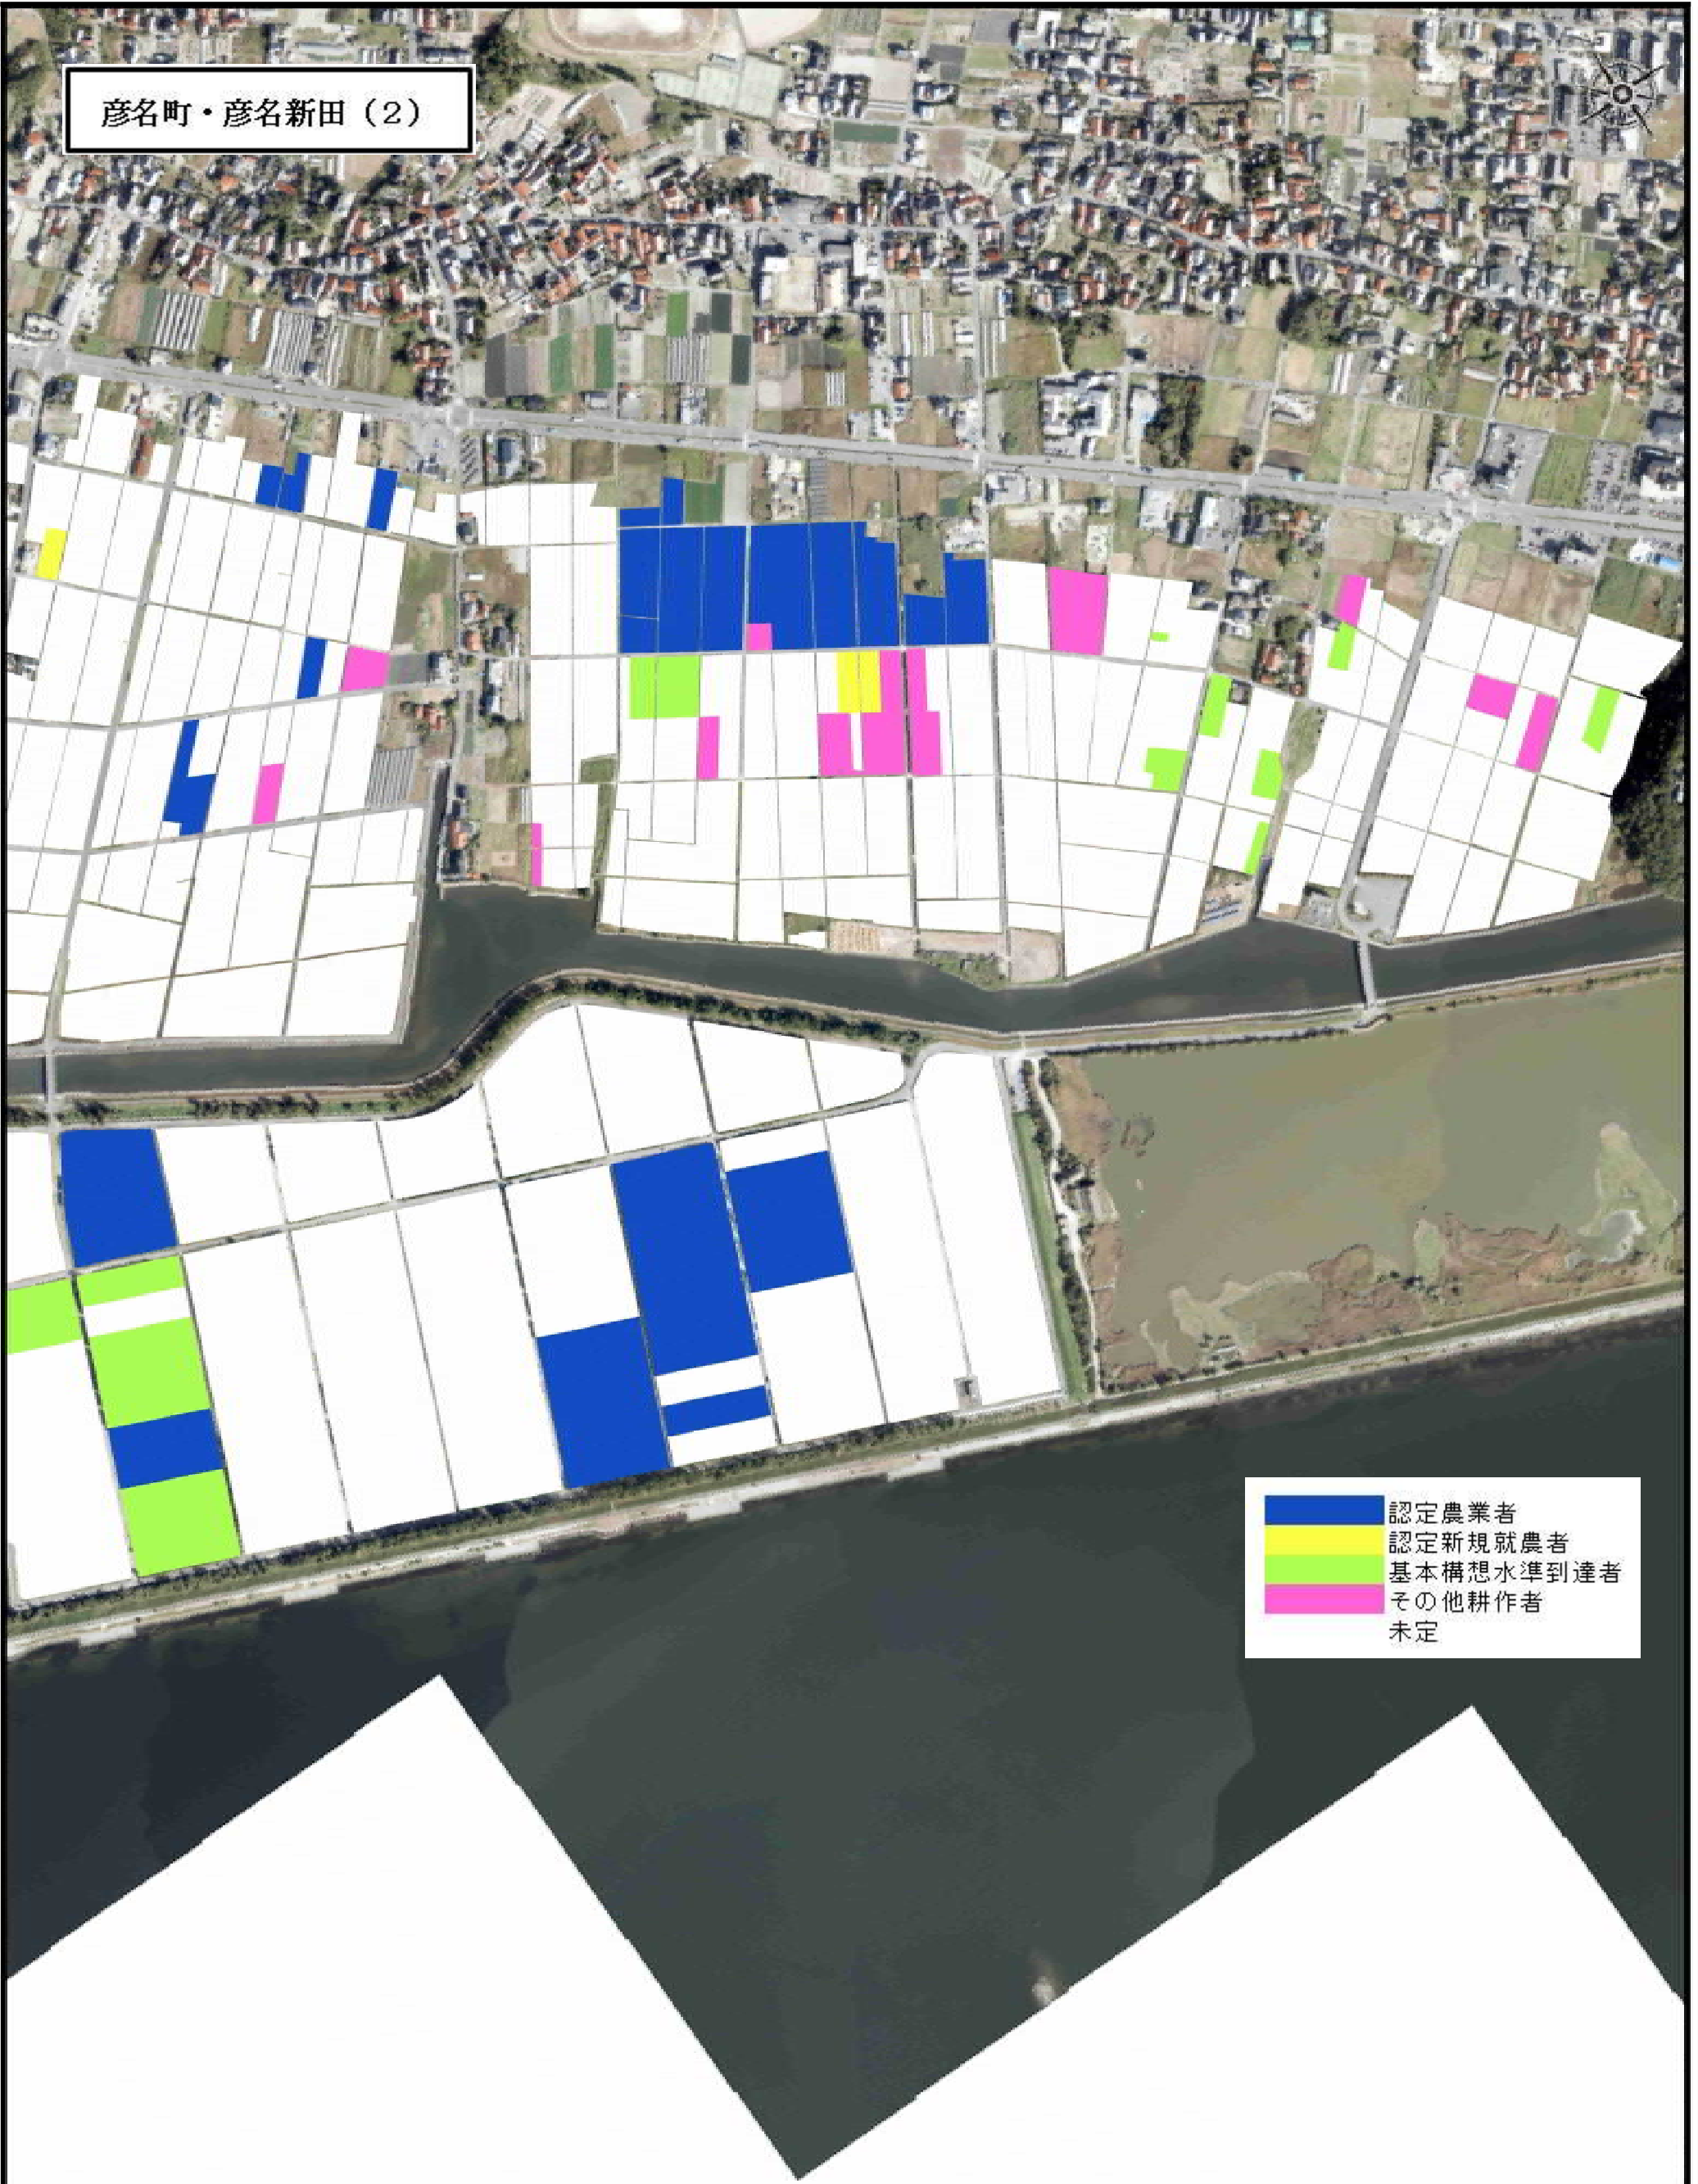 彦名町・彦名新田（2）
認定農業者
認定新規就農者
基本構想水準到達者
その他耕作者
未定